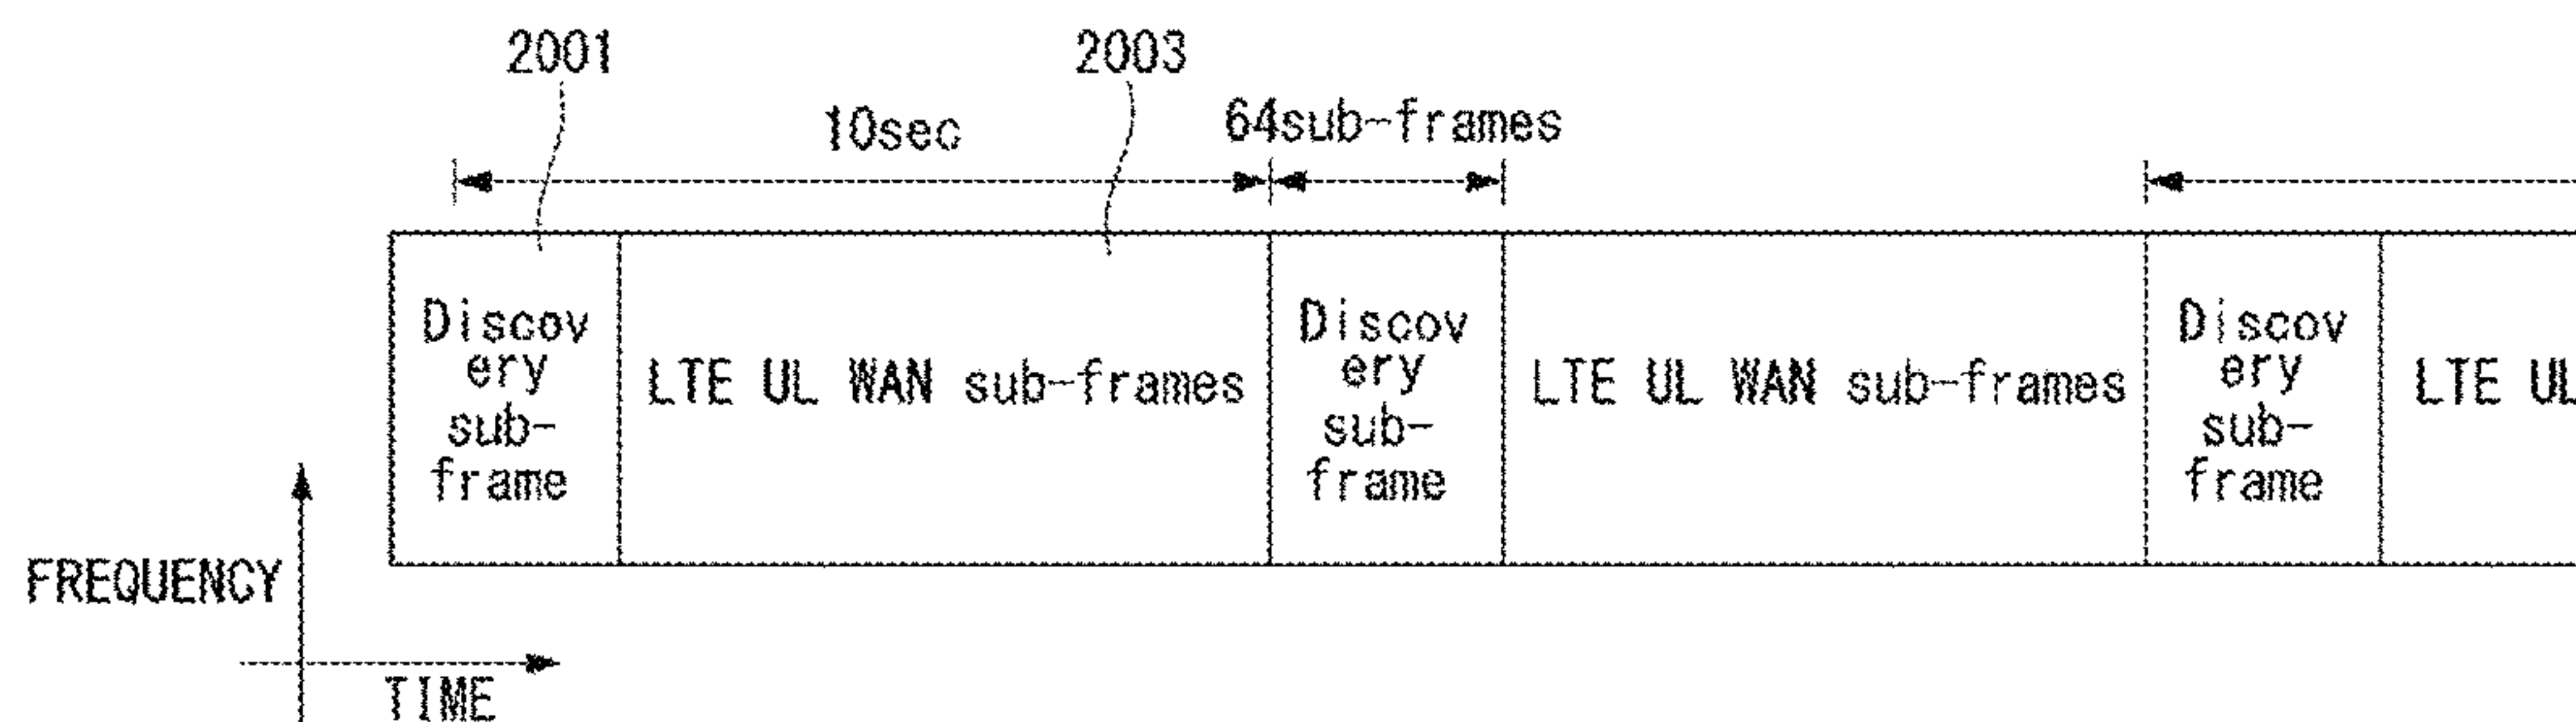 2001
2003
10sec
64sub-frames
Discov
ery
sub-
frame
LTE UL WAN sub-frames
Discov
ery
sub-
frame
LTE UL WAN sub-frames
Discov
ery
sub-
frame
LTE UL
FREQUENCY
TIME